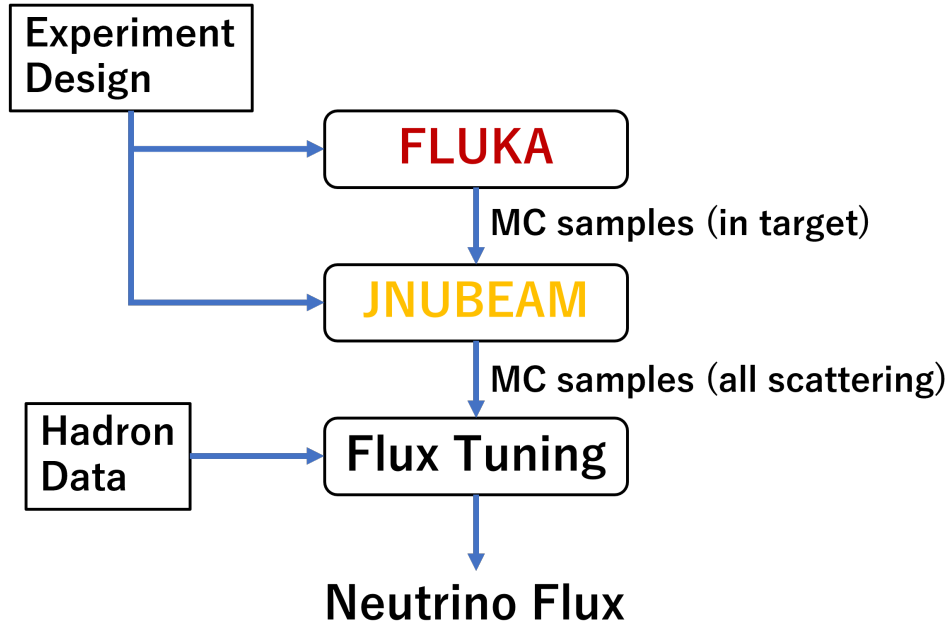 Experiment
Design
FLUKA
MC samples (in target)
JNUBEAM
MC samples (all scattering)
Hadron
Data
Flux Tuning
Neutrino Flux